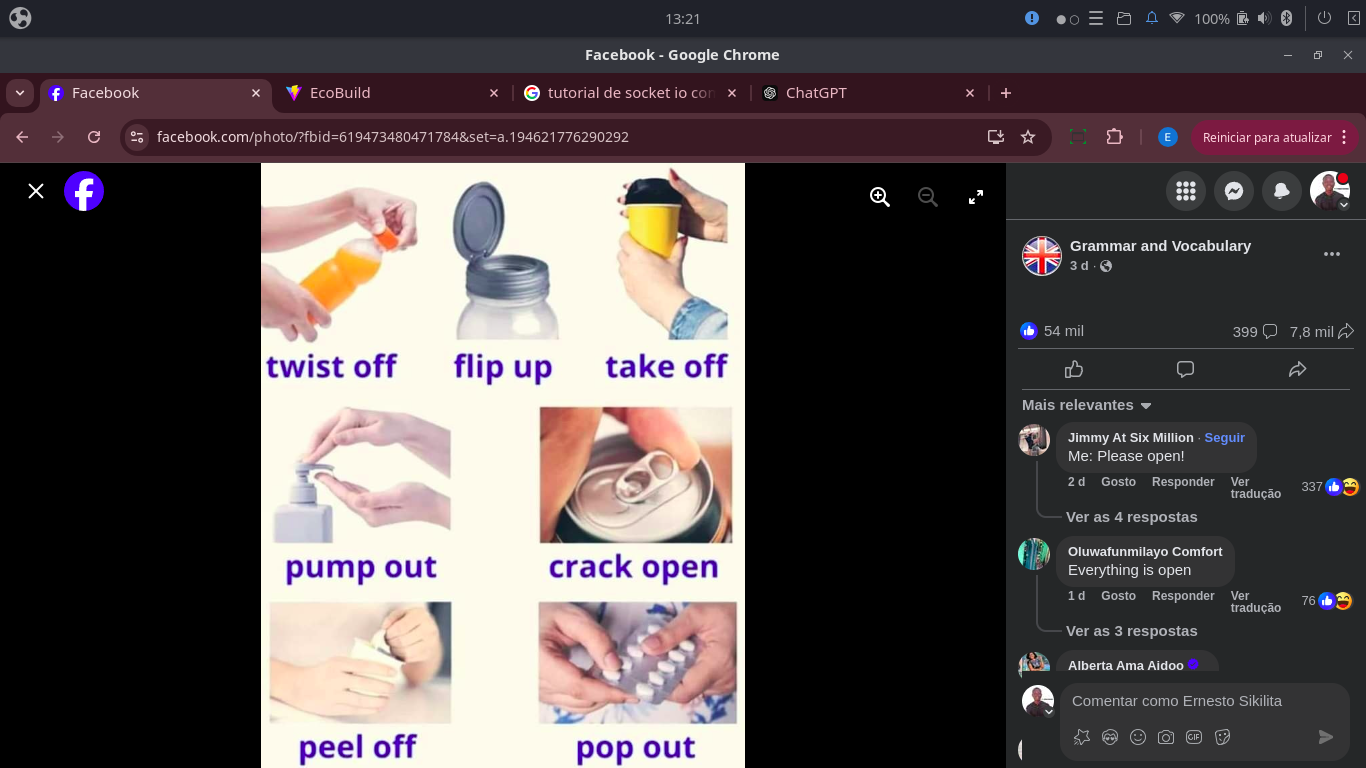 13:21
100%
Facebook - Google Chrome
Facebook
EcoBuild
tutorial de socket io con
ChatGPT
facebook.com/photo/?fbid=619473480471784&set=a.194621776290292
E
Reiniciar para atualizar
twist off
flip up
take off
pump out
crack open
peel off
pop out
Grammar and Vocabulary
3 d ·
54 mil
399
7,8 mil
Mais relevantes
Jimmy At Six Million · Seguir
Me: Please open!
2 d Gosto Responder Ver tradução
337
Ver as 4 respostas
Oluwafunmilayo Comfort
Everything is open
1 d Gosto Responder Ver tradução
76
Ver as 3 respostas
Alberta Ama Aidoo
Comentar como Ernesto Sikilita
GIF